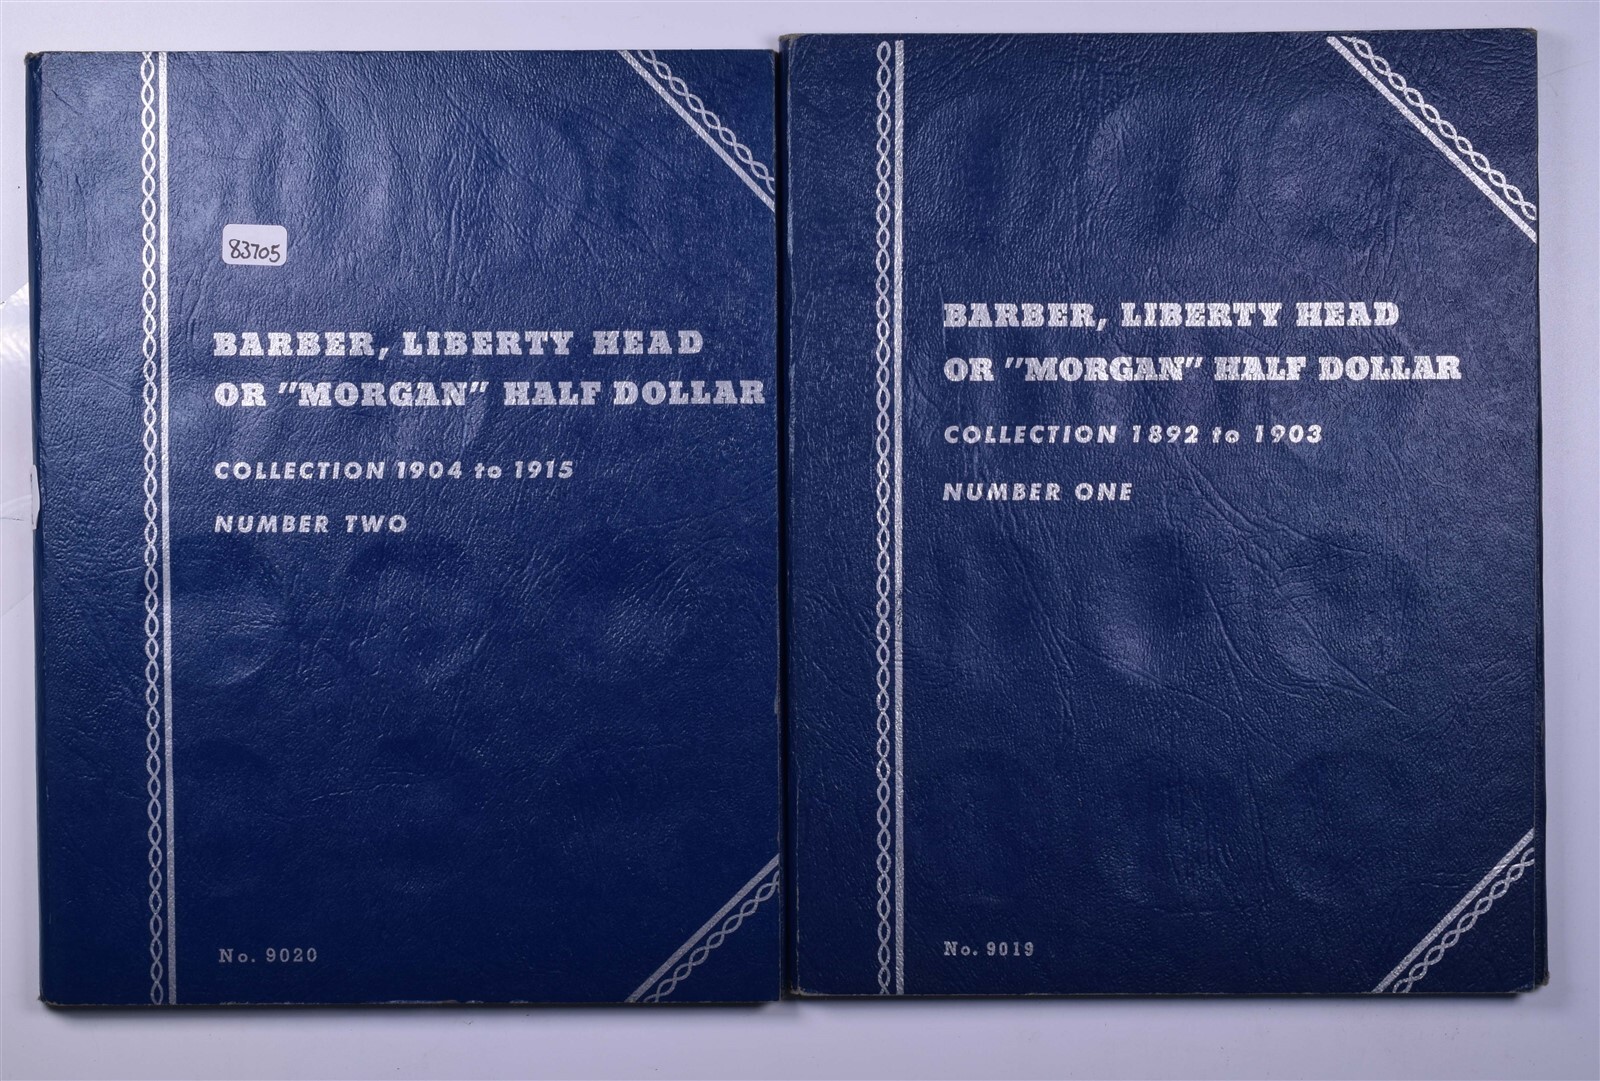 83705
BARBER, LIBERTY HEAD
OR "MORGAN" HALF DOLLAR
COLLECTION 1904 to 1915
NUMBER TWO
No. 9020
BARBER, LIBERTY HEAD
OR "MORGAN" HALF DOLLAR
COLLECTION 1892 to 1903
NUMBER ONE
No. 9019